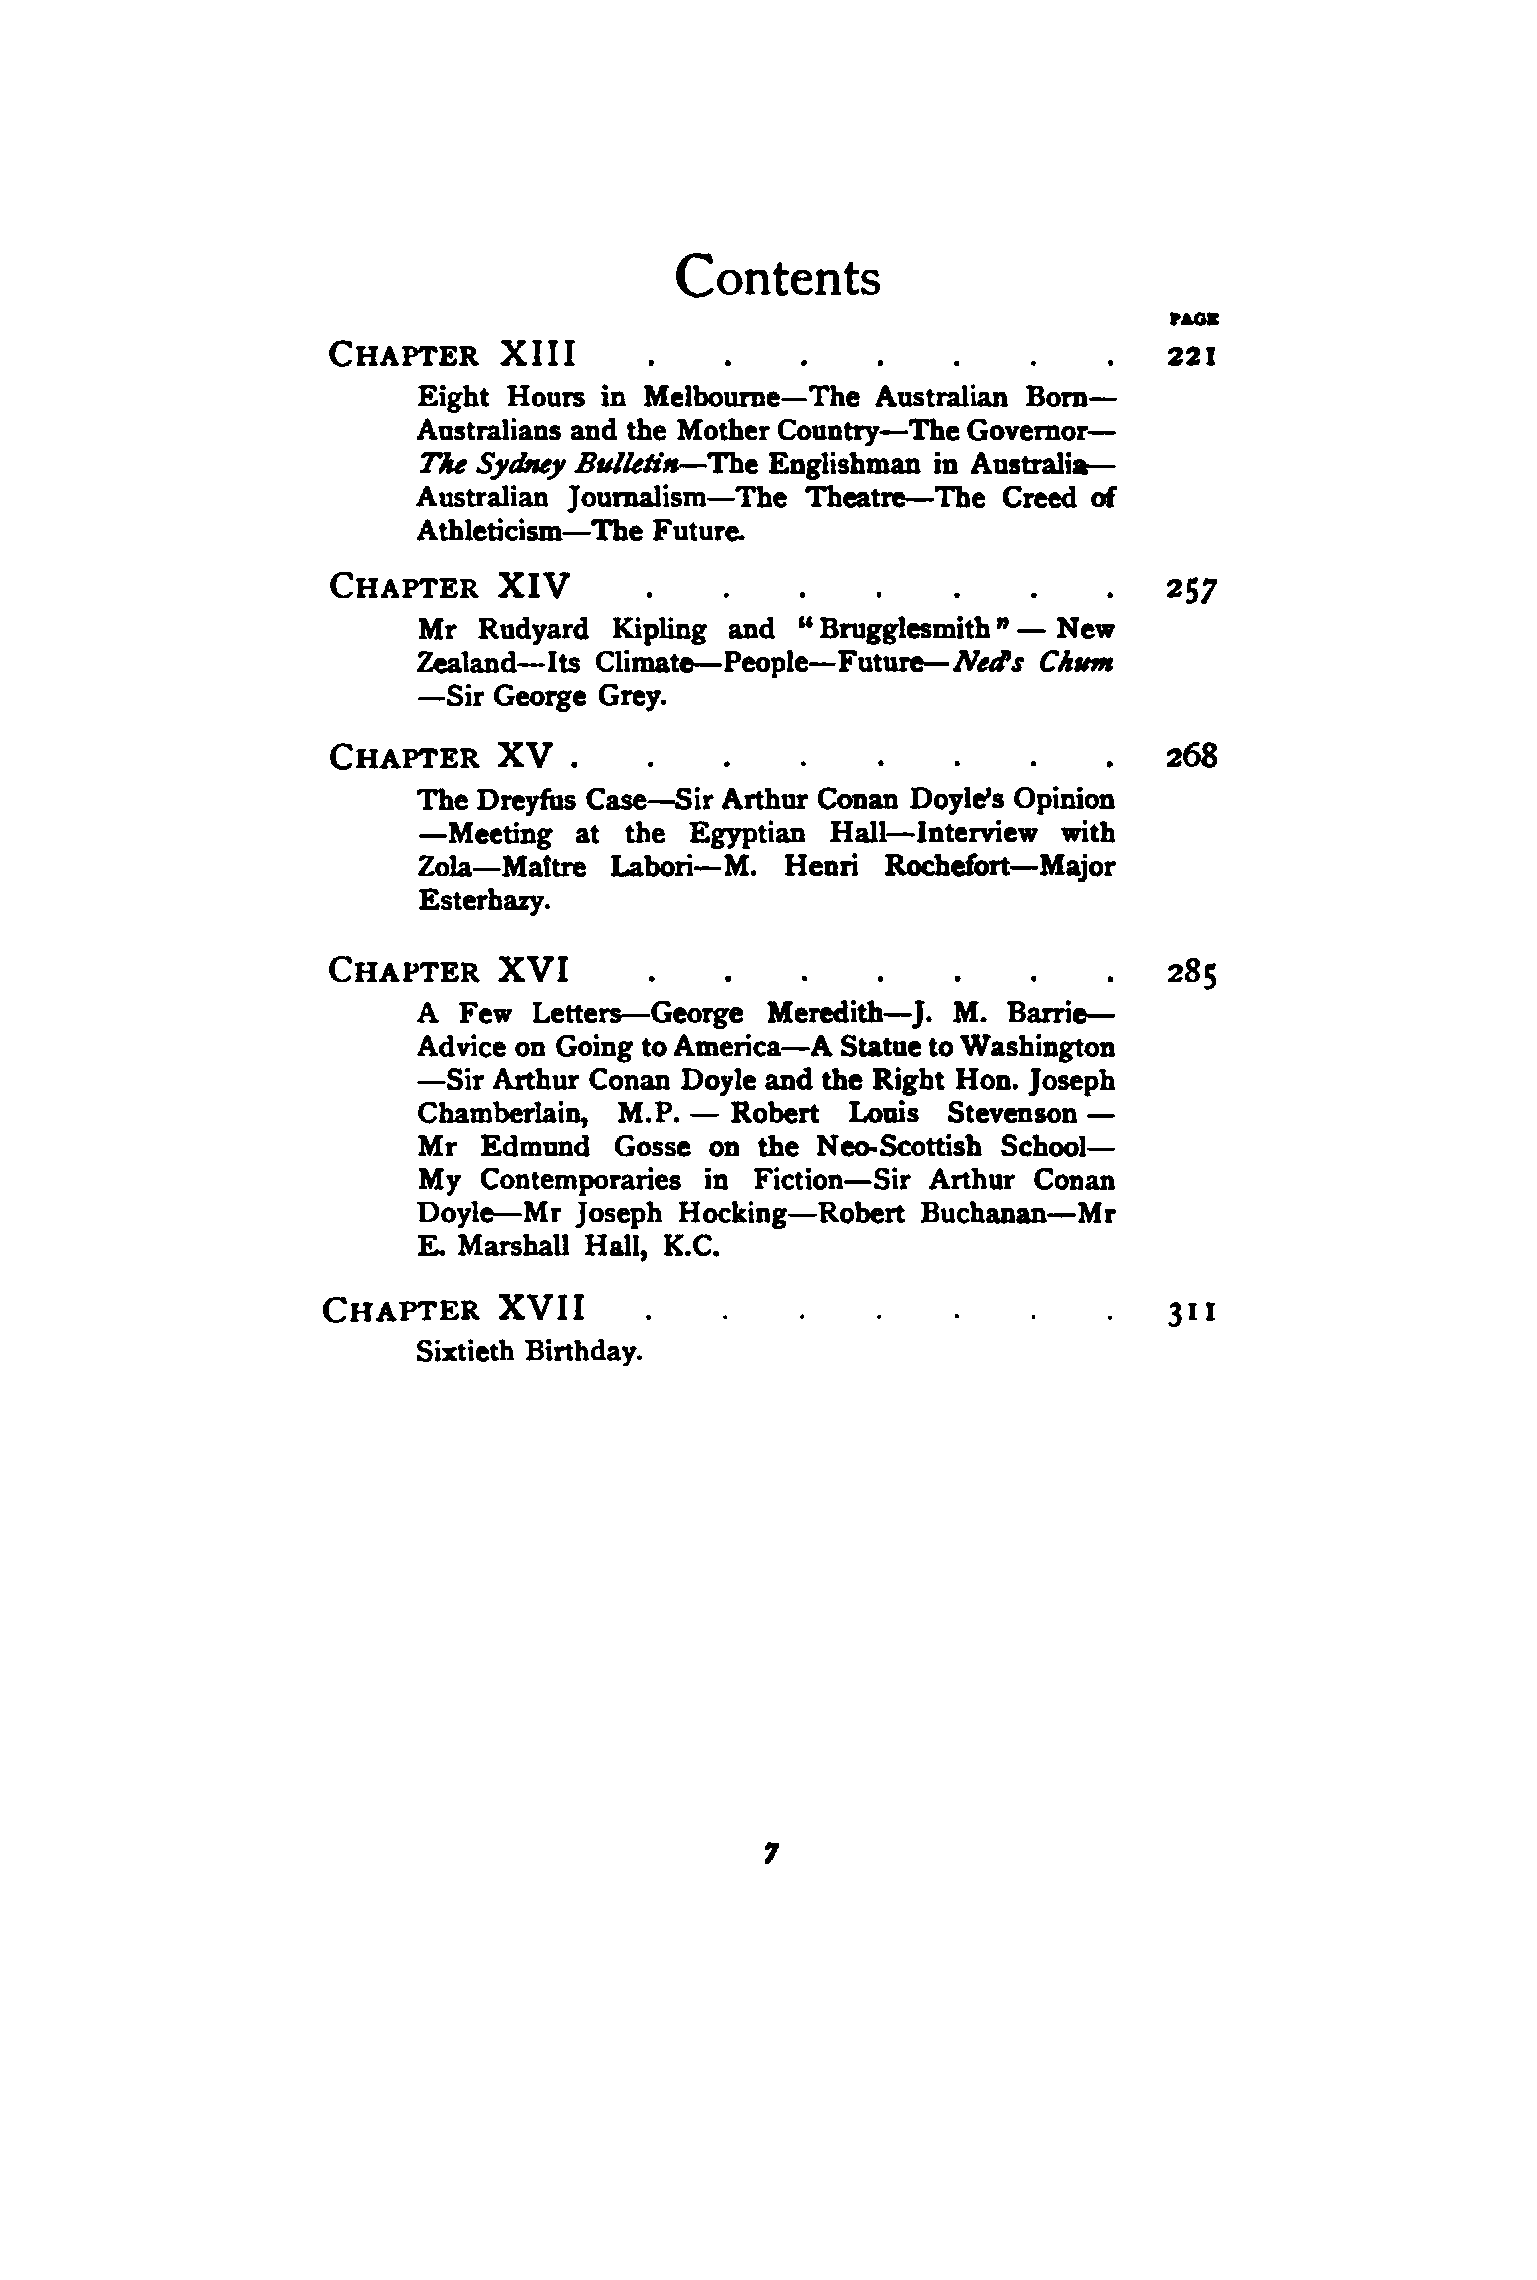 Contents
PAGE
CHAPTER XIII . . . . . . . 221
Eight Hours in Melbourne—The Australian Born—
Australians and the Mother Country—The Governor—
The Sydney Bulletin—The Englishman in Australia—
Australian Journalism—The Theatre—The Creed of
Athleticism—The Future.
CHAPTER XIV . . . . . . . 257
Mr Rudyard Kipling and “Brugglesmith” — New
Zealand—Its Climate—People—Future—Ned's Chum
—Sir George Grey.
CHAPTER XV . . . . . . . . 268
The Dreyfus Case—Sir Arthur Conan Doyle's Opinion
—Meeting at the Egyptian Hall—Interview with
Zola—Maître Labori—M. Henri Rochefort—Major
Esterhazy.
CHAPTER XVI . . . . . . . 285
A Few Letters—George Meredith—J. M. Barrie—
Advice on Going to America—A Statue to Washington
—Sir Arthur Conan Doyle and the Right Hon. Joseph
Chamberlain, M.P. — Robert Louis Stevenson —
Mr Edmund Gosse on the Neo-Scottish School—
My Contemporaries in Fiction—Sir Arthur Conan
Doyle—Mr Joseph Hocking—Robert Buchanan—Mr
E. Marshall Hall, K.C.
CHAPTER XVII . . . . . . . 311
Sixtieth Birthday.
7